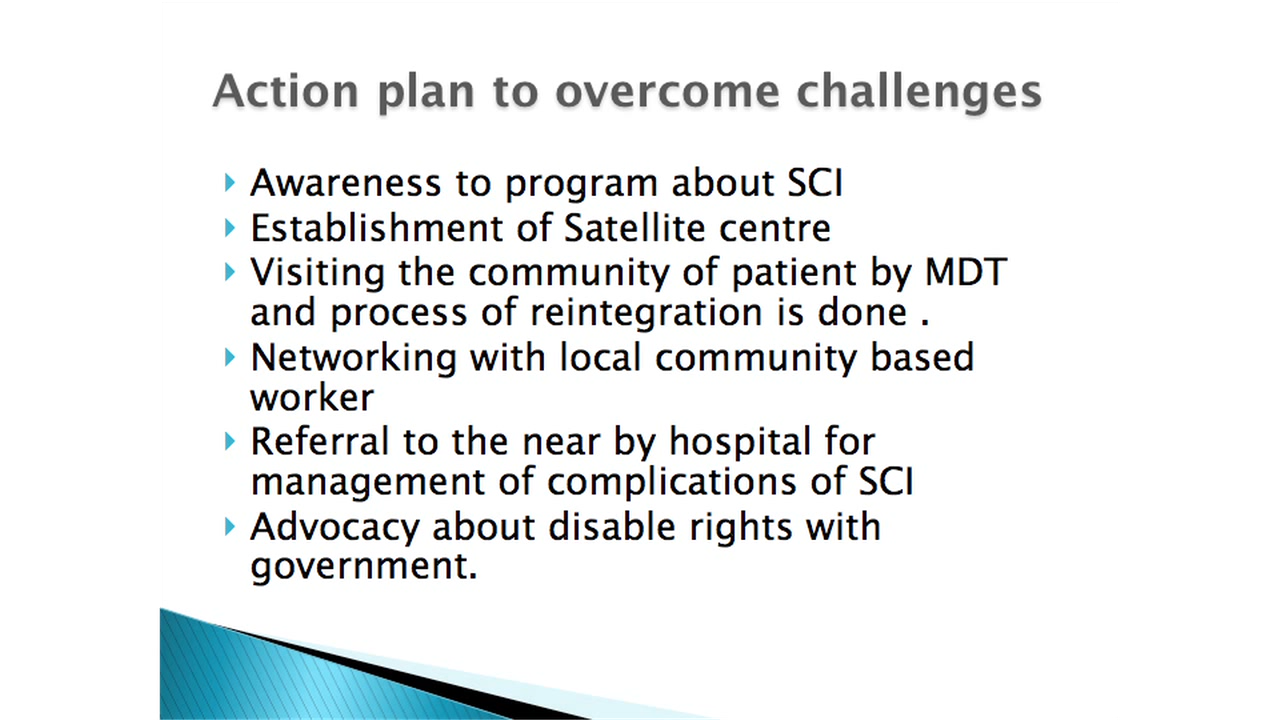 Action plan to overcome challenges
Awareness to program about SCI
Establishment of Satellite centre
Visiting the community of patient by MDT
and process of reintegration is done .
Networking with local community based
worker
Referral to the near by hospital for
management of complications of SCI
Advocacy about disable rights with
government.